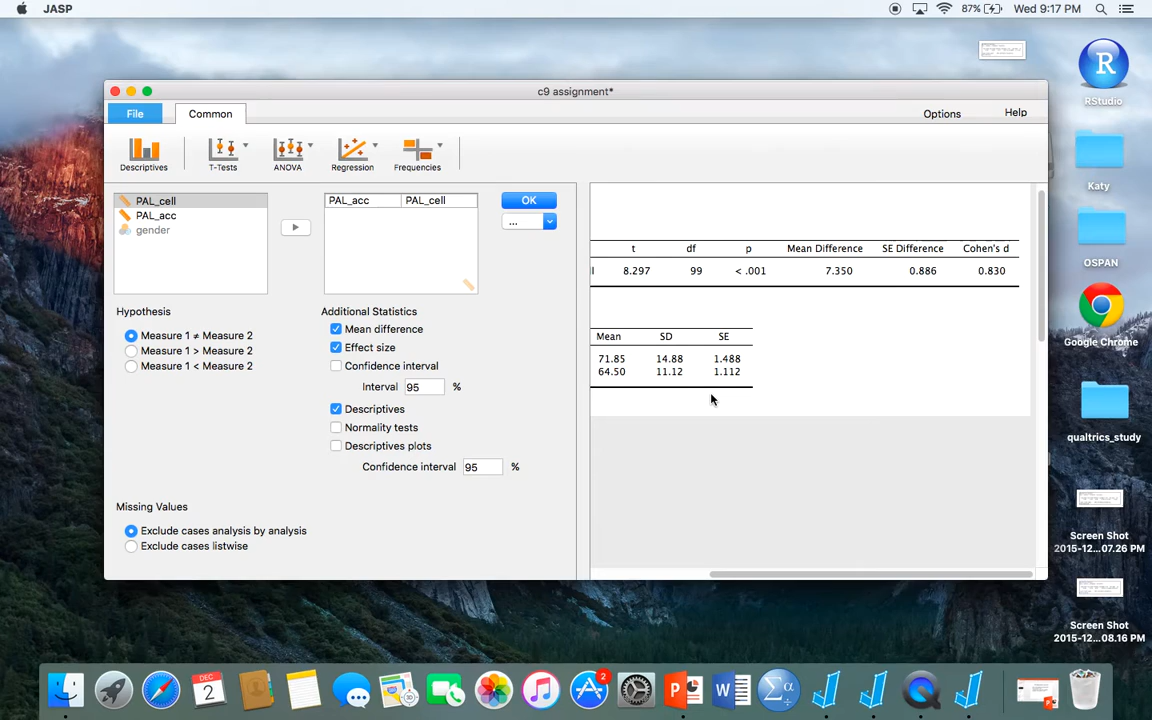 JASP
87%
Wed 9:17 PM
c9 assignment*
File
Common
Options
Help
Descriptives
T-Tests
ANOVA
Regression
Frequencies
PAL_cell
PAL_acc
gender
PAL_acc PAL_cell
OK
...
Hypothesis
Measure 1 ≠ Measure 2
Measure 1 > Measure 2
Measure 1 < Measure 2
Additional Statistics
Mean difference
Effect size
Confidence interval
Interval 95 %
Descriptives
Normality tests
Descriptives plots
Confidence interval 95 %
Missing Values
Exclude cases analysis by analysis
Exclude cases listwise
t df p Mean Difference SE Difference Cohen's d
8.297 99 < .001 7.350 0.886 0.830
Mean SD SE
71.85 14.88 1.488
64.50 11.12 1.112
R
RStudio
Katy
OSPAN
Google Chrome
qualtrics_study
Screen Shot
2015-12...07.26 PM
Screen Shot
2015-12...08.16 PM
DEC
2
2